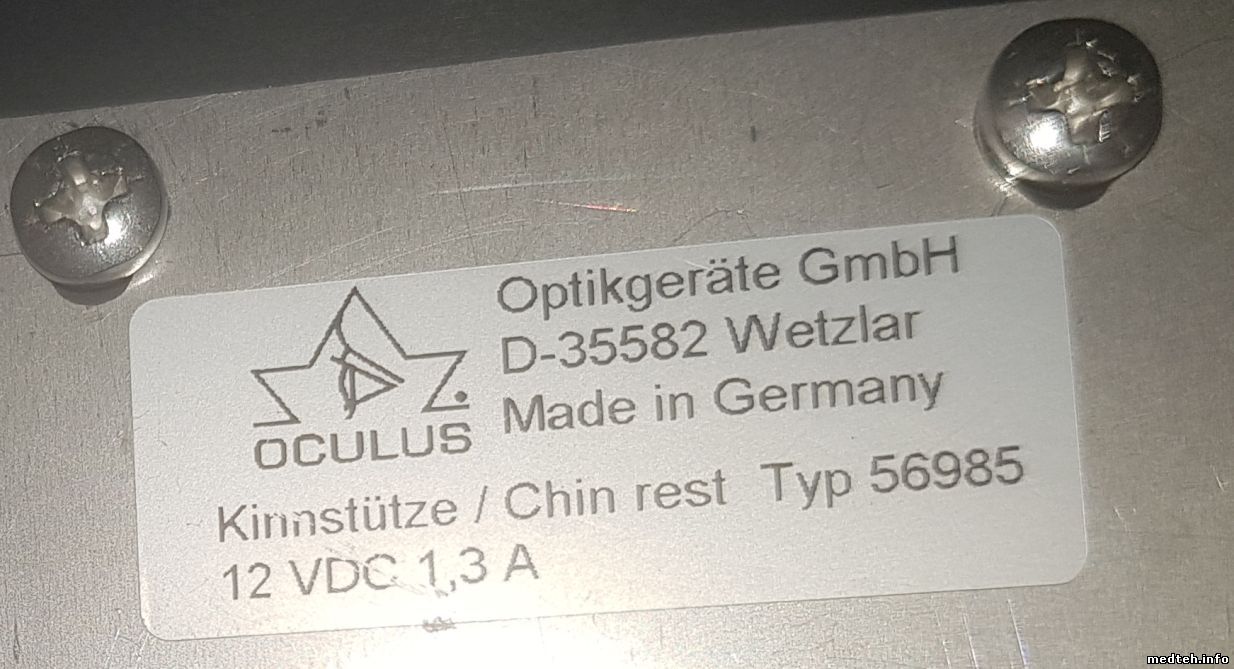 Optikgeräte GmbH
D-35582 Wetzlar
Made in Germany
OCULUS
Kinnstütze / Chin rest Typ 56985
12 VDC 1,3 A
medteh.info